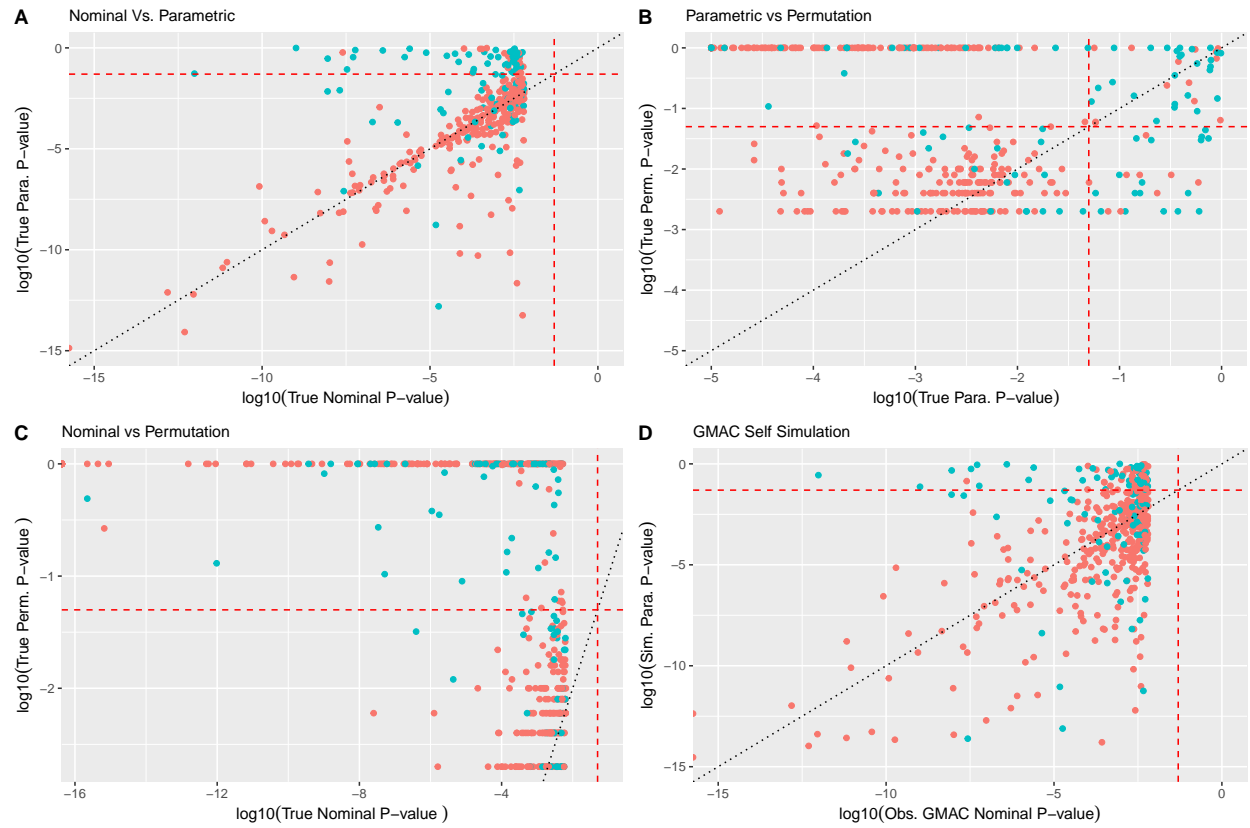 A
Nominal Vs. Parametric
0
−5
−10
−15
−15
−10
−5
0
log10(True Para. P−value)
log10(True Nominal P−value)
B
Parametric vs Permutation
0
−1
−2
−3
−4
−5
−5
−4
−3
−2
−1
0
log10(True Perm. P−value)
log10(True Para. P−value)
C
Nominal vs Permutation
0
−1
−2
−16
−12
−8
−4
log10(True Perm. P−value )
log10(True Nominal P−value )
D
GMAC Self Simulation
0
−5
−10
−15
−15
−10
−5
0
log10(Sim. Para. P−value)
log10(Obs. GMAC Nominal P−value)